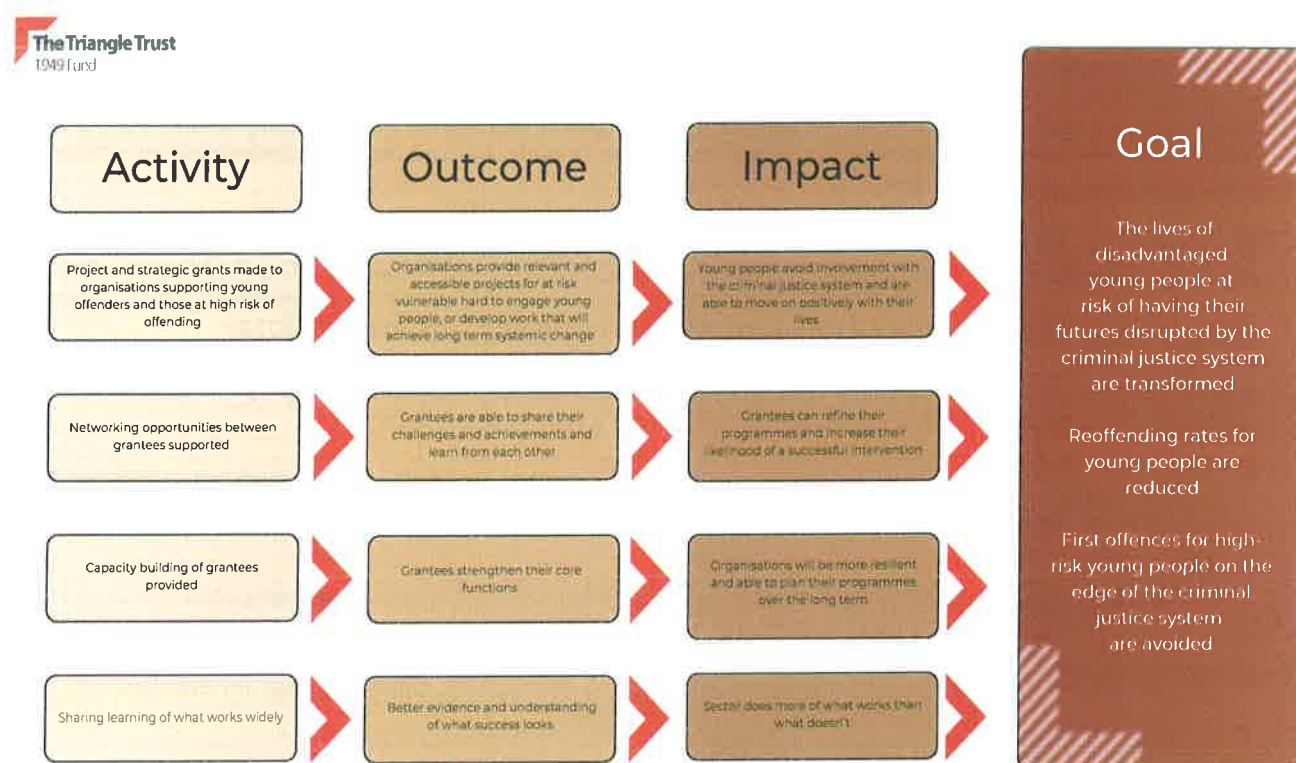 The Triangle Trust
1949 Fund
Activity
Outcome
Impact
Goal
Project and strategic grants made to
organisations supporting young
offenders and those at high risk of
offending
Organisations provide relevant and
accessible projects for at risk
vulnerable hard to engage young
people, or develop work that will
achieve long term systemic change
Young people avoid involvement with
the criminal justice system and are
able to move on positively with their
lives
Networking opportunities between
grantees supported
Grantees are able to share their
challenges and achievements and
learn from each other
Grantees can refine their
programmes and increase their
likelihood of a successful intervention
Capacity building of grantees
provided
Grantees strengthen their core
functions
Organisations will be more resilient
and able to plan their programmes
over the long term
Sharing learning of what works widely
Better evidence and understanding
of what success looks
Sector does more of what works than
what doesn't
The lives of
disadvantaged
young people at
risk of having their
futures disrupted by the
criminal justice system
are transformed
Reoffending rates for
young people are
reduced
First offences for high-
risk young people on the
edge of the criminal
justice system
are avoided